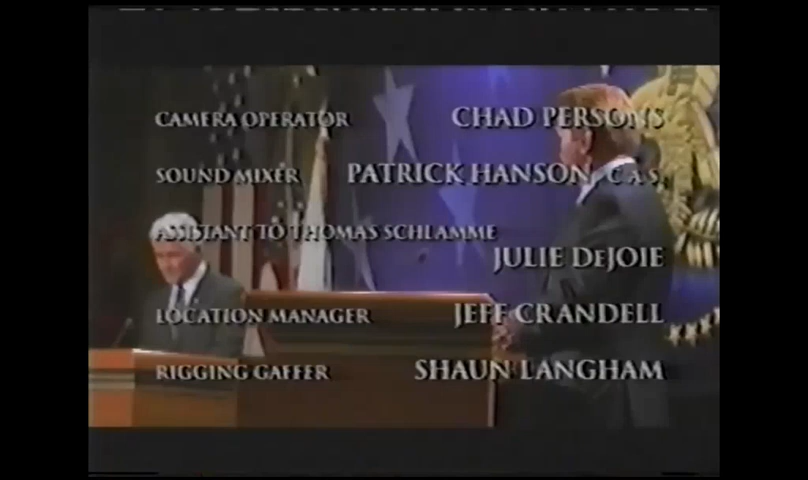 CAMERA OPERATOR CHAD PERSONS
SOUND MIXER PATRICK HANSON, C.A.S.
ASSISTANT TO THOMAS SCHLAMME
JULIE DEJOIE
LOCATION MANAGER JEFF CRANDELL
RIGGING GAFFER SHAUN LANGHAM